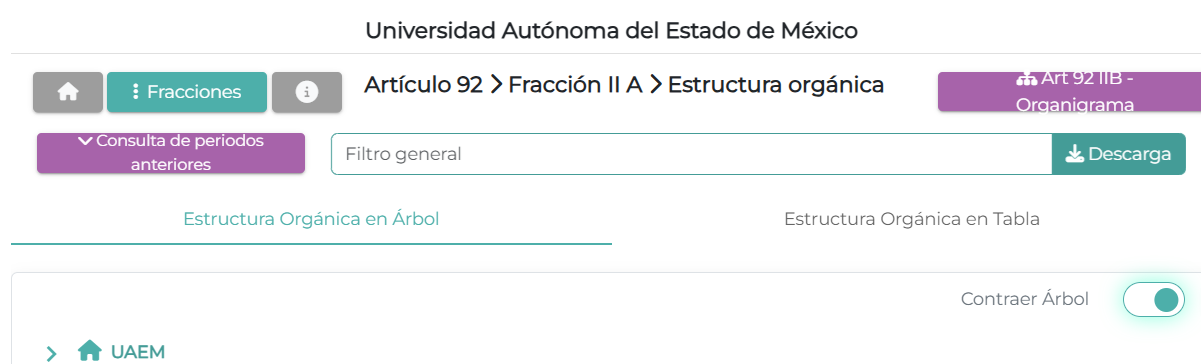 Universidad Autónoma del Estado de México
Fracciones
Artículo 92 > Fracción II A > Estructura orgánica
Art 92 IIB -
Organigrama
Consulta de periodos
anteriores
Filtro general
Descarga
Estructura Orgánica en Árbol
Estructura Orgánica en Tabla
Contraer Árbol
UAEM